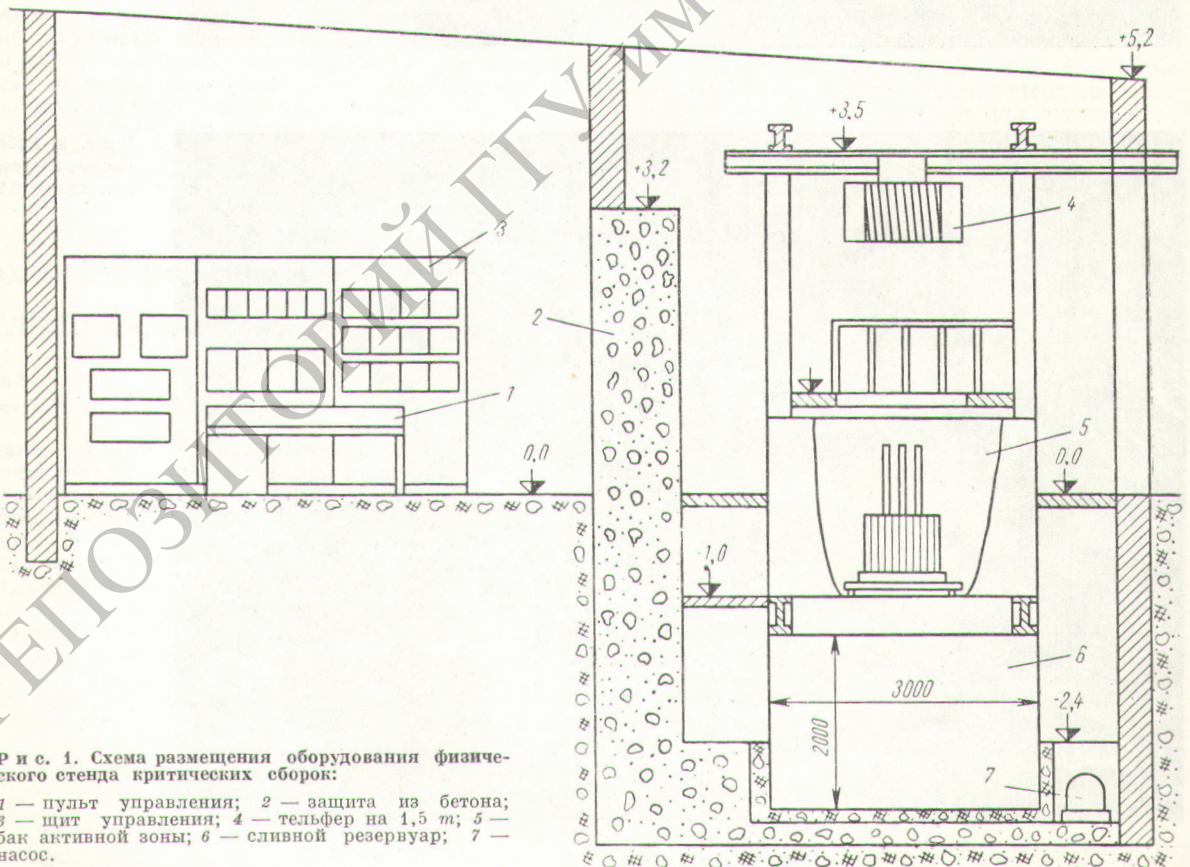 +5,2
+3,5
+3,2
4
3
2
1
5
0,0
0,0
-1,0
6
3000
2000
-2,4
7
ЕПОЗИТОРИЙ ГГУ ИМ
Рис. 1. Схема размещения оборудования физиче-
ского стенда критических сборок:
1 — пульт управления; 2 — защита из бетона;
3 — щит управления; 4 — тельфер на 1,5 т; 5 —
бак активной зоны; 6 — сливной резервуар; 7 —
насос.